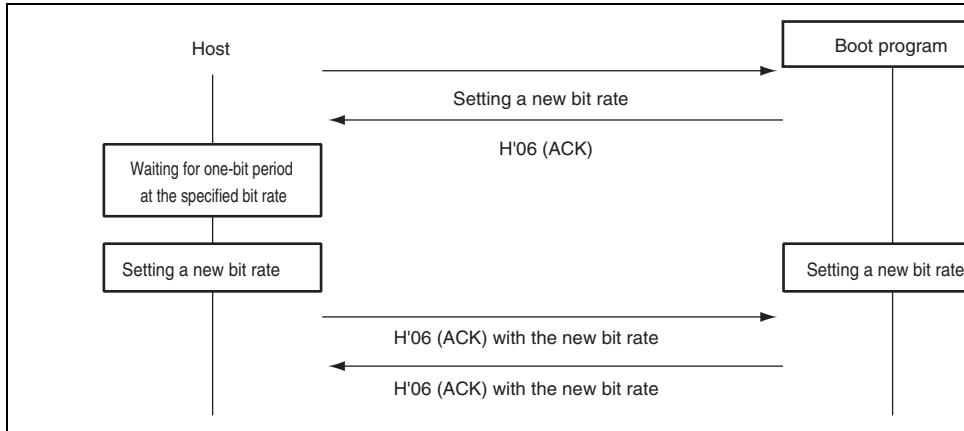 Host
Boot program
Setting a new bit rate
H'06 (ACK)
Waiting for one-bit period
at the specified bit rate
Setting a new bit rate
Setting a new bit rate
H'06 (ACK) with the new bit rate
H'06 (ACK) with the new bit rate